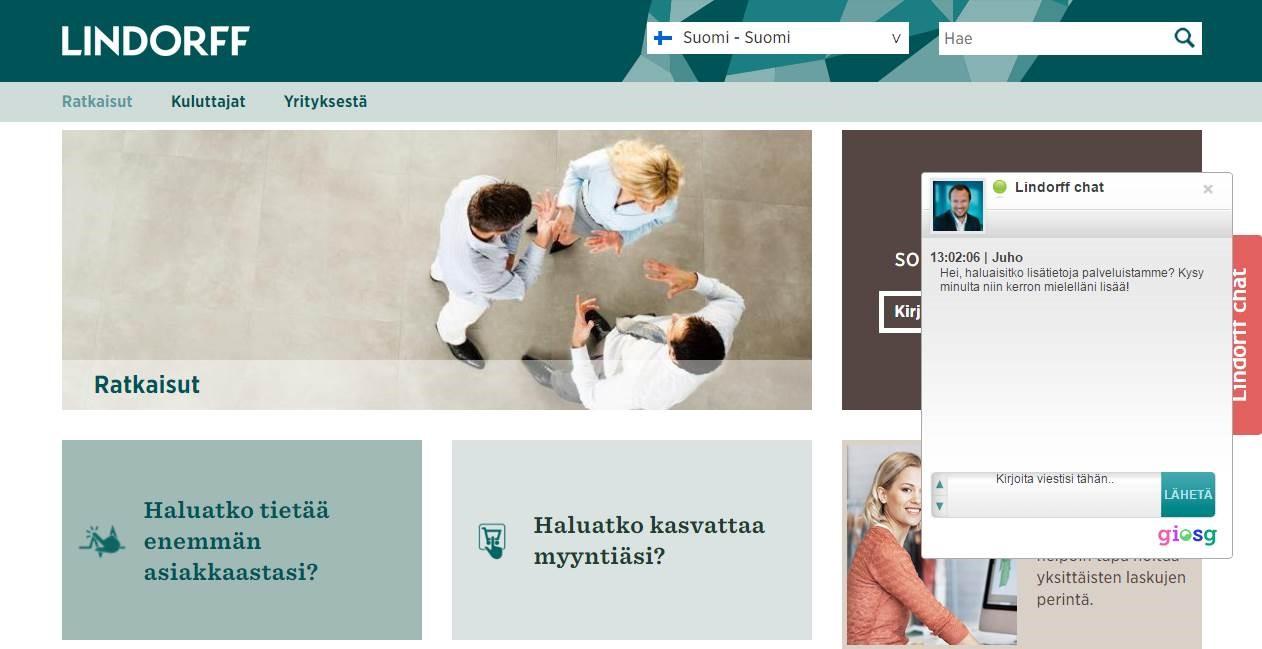 LINDORFF
Suomi - Suomi
V
Hae
Ratkaisut
Kuluttajat
Yrityksestä
Ratkaisut
SO
Kirj
Lindorff chat
13:02:06 | Juho
Hei, haluaisitko lisätietoja palveluistamme? Kysy
minulta niin kerron mielelläni lisää!
Kirjoita viestisi tähän..
LÄHETÄ
giosg
Lindorff chat
Haluatko tietää
enemmän
asiakkaastasi?
Haluatko kasvattaa
myyntiäsi?
helpoin tapa hoitaa
yksittäisten laskujen
perintä.